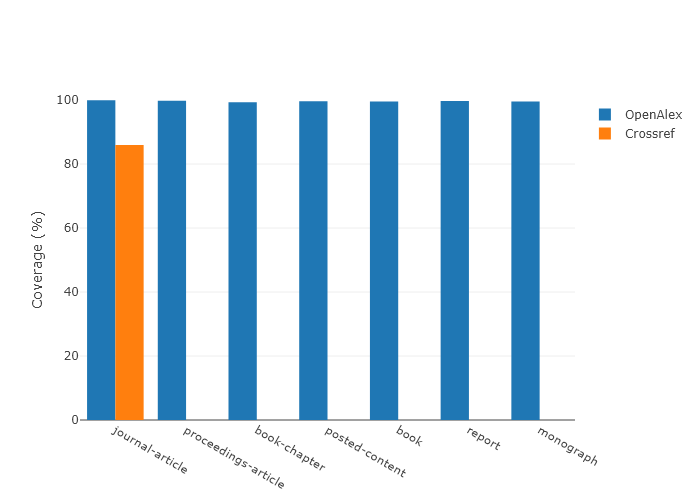 100
80
60
40
20
0
Coverage (%)
journal-article
proceedings-article
book-chapter
posted-content
book
report
monograph
OpenAlex
Crossref